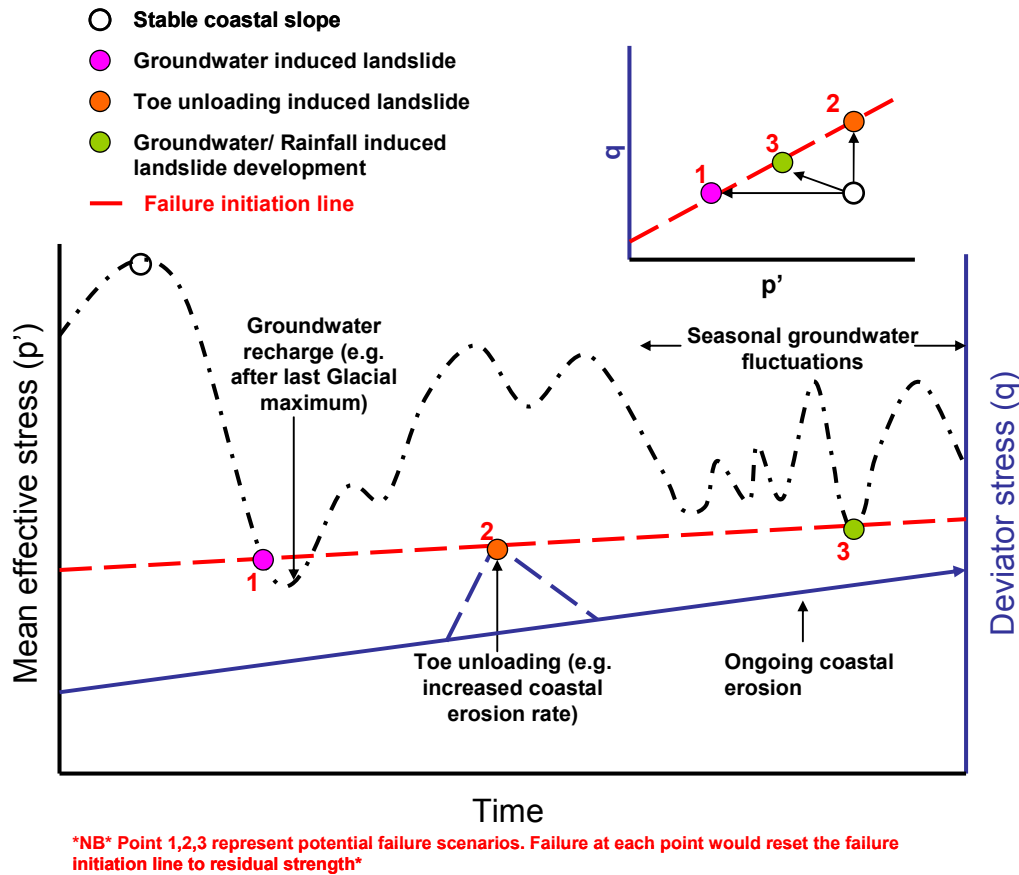 Stable coastal slope
Groundwater induced landslide
Toe unloading induced landslide
Groundwater/ Rainfall induced
landslide development
Failure initiation line
q
1
3
2
p'
Mean effective stress (p')
Groundwater
recharge (e.g.
after last Glacial
maximum)
Seasonal groundwater
fluctuations
1
2
3
Toe unloading (e.g.
increased coastal
erosion rate)
Ongoing coastal
erosion
Deviator stress (q)
Time
*NB* Point 1,2,3 represent potential failure scenarios. Failure at each point would reset the failure
initiation line to residual strength*